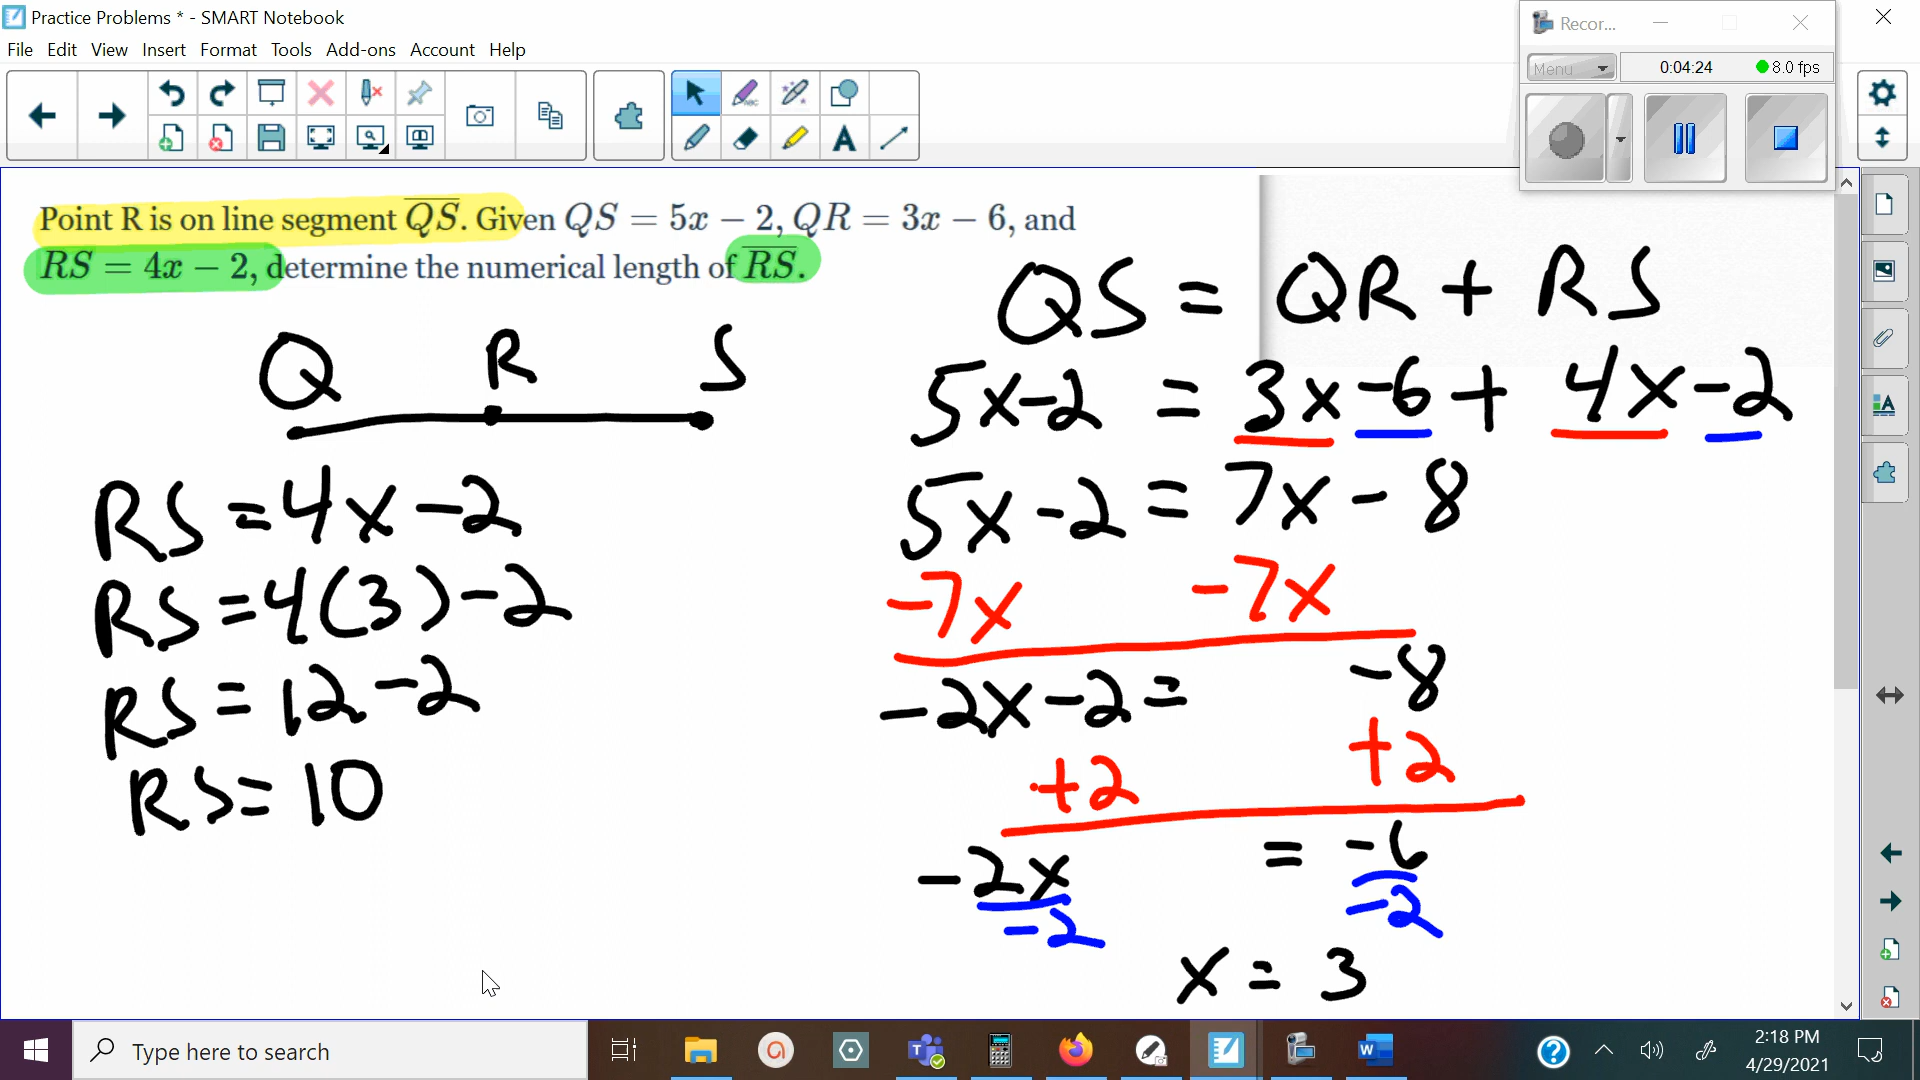 Practice Problems * - SMART Notebook
File Edit View Insert Format Tools Add-ons Account Help
Recor...
Menu
0:04:24
8.0 fps
Point R is on line segment QS. Given QS = 5x − 2, QR = 3x − 6, and
RS = 4x − 2, determine the numerical length of RS.
QS = QR + RS
5x-2 = 3x -6 + 4x -2
5x -2 = 7x - 8
-7x -7x
-2x -2 = -8
+2 +2
-2x = -6
-2 -2
x = 3
Q R S
RS = 4x -2
RS = 4(3) -2
RS = 12 -2
RS = 10
Type here to search
2:18 PM
4/29/2021